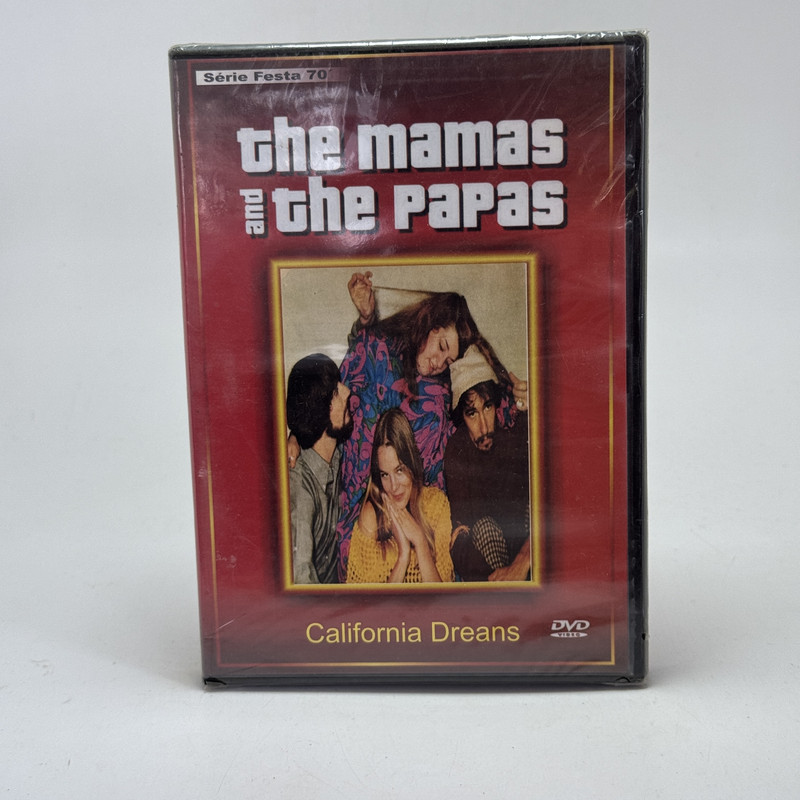 Série Festa 70'
the mamas
and the papas
California Dreans
DVD
VIDEO